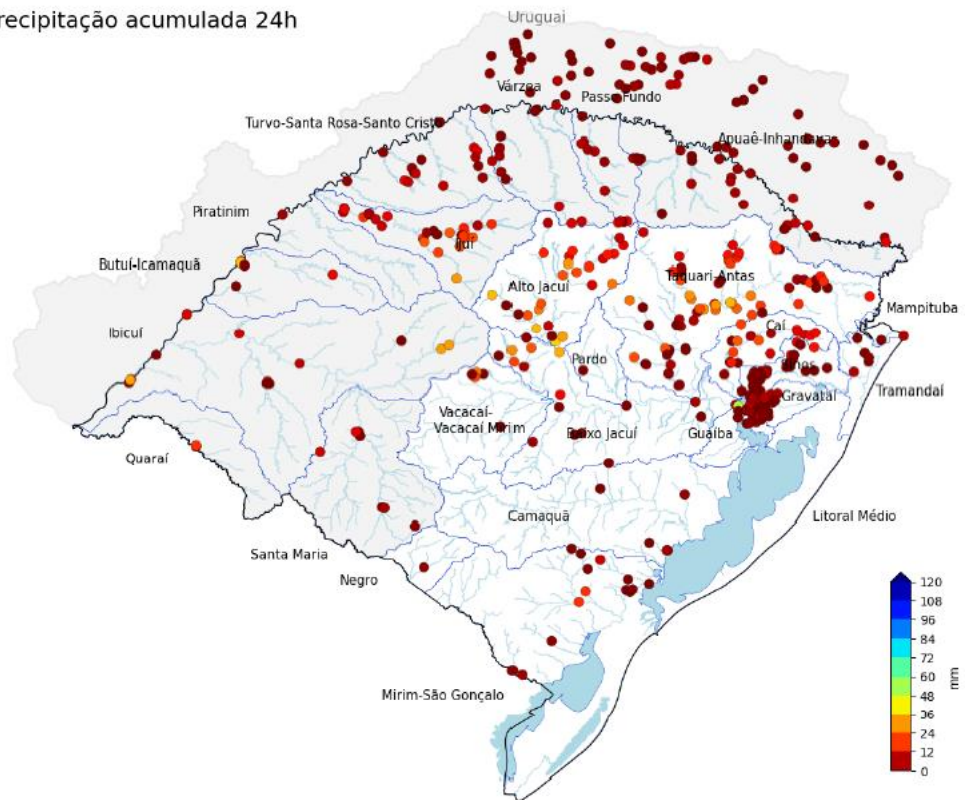 recipitação acumulada 24h
Uruguai
Várzea
Passo Fundo
Turvo-Santa Rosa-Santo Cristo
Apuaê-Inhandava
Piratinim
Ijuí
Butuí-Icamaquã
Alto Jacuí
Taquari-Antas
Mampituba
Ibicuí
Caí
Pardo
Sinos
Tramandaí
Gravataí
Vacacaí-
Vacacaí Mirim
Baixo Jacuí
Guaíba
Quaraí
Camaquã
Litoral Médio
Santa Maria
Negro
Mirim-São Gonçalo
120
108
96
84
72
60
48
36
24
12
0
mm